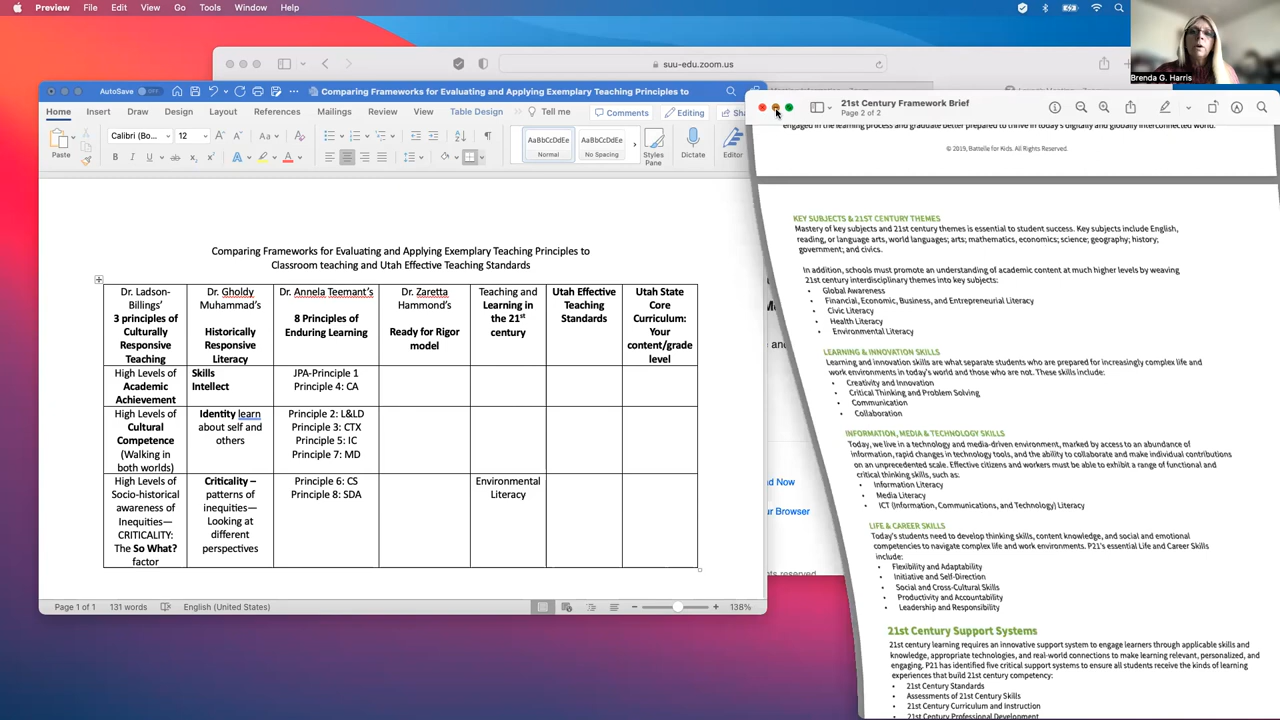 Preview File Edit View Go Tools Window Help
Brenda G. Harris
suu-edu.zoom.us
AutoSave OFF
Comparing Frameworks for Evaluating and Applying Exemplary Teaching Principles to
Home Insert Draw Design Layout Table Design Tell me Comments Editing Sha
Calibri (Bo... 12
Paste
AaBbCcDdEe AaBbCcDdEe
Normal No Spacing Styles Pane Dictate Editor
Comparing Frameworks for Evaluating and Applying Exemplary Teaching Principles to
Classroom teaching and Utah Effective Teaching Standards
Dr. Ladson-
Billings’
3 principles of
Culturally
Responsive
Teaching
Dr. Gholdy
Muhammad’s
Historically
Responsive
Literacy
Dr. Annela Teemant’s
8 Principles of
Enduring Learning
Dr. Zaretta
Hammond’s
Ready for Rigor
model
Teaching and
Learning in
the 21st
century
Utah Effective
Teaching
Standards
Utah State
Core
Curriculum:
Your
content/grade
level
High Levels of
Academic
Achievement
Skills
Intellect
JPA-Principle 1
Principle 4: CA
High Levels of
Cultural
Competence
(Walking in
both worlds)
Identity learn
about self and
others
Principle 2: L&LD
Principle 3: CTX
Principle 5: IC
Principle 7: MD
High Levels of
Socio-historical
awareness of
Inequities—
CRITICALITY:
The So What?
factor
Criticality –
patterns of
inequities—
Looking at
different
perspectives
Principle 6: CS
Principle 8: SDA
Environmental
Literacy
Page 1 of 1 131 words English (United States) 138%
21st Century Framework Brief
Page 2 of 2
engaged in the learning process and graduate better prepared to thrive in today's digitally and globally interconnected world.
© 2019, Battelle for Kids. All Rights Reserved.
KEY SUBJECTS & 21ST CENTURY THEMES
Mastery of key subjects and 21st century themes is essential to student success. Key subjects include English,
reading, or language arts, world languages; arts; mathematics, economics; science; geography; history;
government; and civics.
In addition, schools must promote an understanding of academic content at much higher levels by weaving
21st century interdisciplinary themes into key subjects:
• Global Awareness
• Financial, Economic, Business, and Entrepreneurial Literacy
• Civic Literacy
• Health Literacy
• Environmental Literacy
LEARNING & INNOVATION SKILLS
Learning and innovation skills are what separate students who are prepared for increasingly complex life and
work environments in today's world and those who are not. These skills include:
• Creativity and Innovation
• Critical Thinking and Problem Solving
• Communication
• Collaboration
INFORMATION, MEDIA & TECHNOLOGY SKILLS
Today, we live in a technology and media-driven environment, marked by access to an abundance of
information, rapid changes in technology tools, and the ability to collaborate and make individual contributions
on an unprecedented scale. Effective citizens and workers must be able to exhibit a range of functional and
critical thinking skills, such as:
• Information Literacy
• Media Literacy
• ICT (Information, Communications, and Technology) Literacy
LIFE & CAREER SKILLS
Today's students need to develop thinking skills, content knowledge, and social and emotional
competencies to navigate complex life and work environments. P21's essential Life and Career Skills
include:
• Flexibility and Adaptability
• Initiative and Self-Direction
• Social and Cross-Cultural Skills
• Productivity and Accountability
• Leadership and Responsibility
21st Century Support Systems
21st century learning requires an innovative support system to engage learners through applicable skills and
knowledge, appropriate technologies, and real-world connections to make learning relevant, personalized, and
engaging. P21 has identified five critical support systems to ensure all students receive the kinds of learning
experiences that build 21st century competency:
• 21st Century Standards
• Assessments of 21st Century Skills
• 21st Century Curriculum and Instruction
• 21st Century Professional Development
ad Now
ur Browser
hts reserved